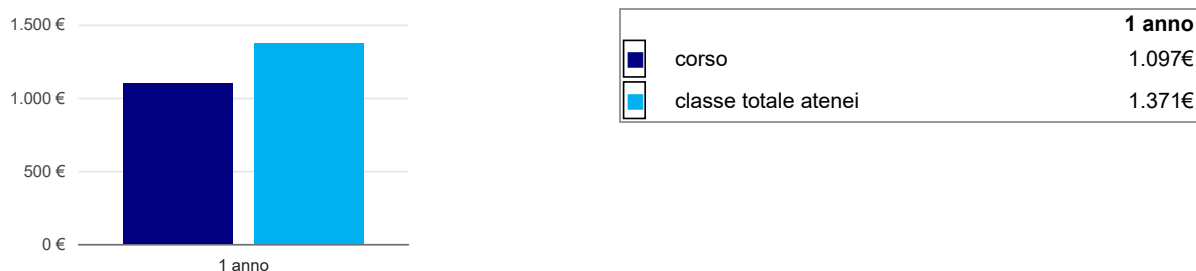 1.500 €
1.000 €
500 €
0 €
1 anno
1 anno
corso 1.097€
classe totale atenei 1.371€